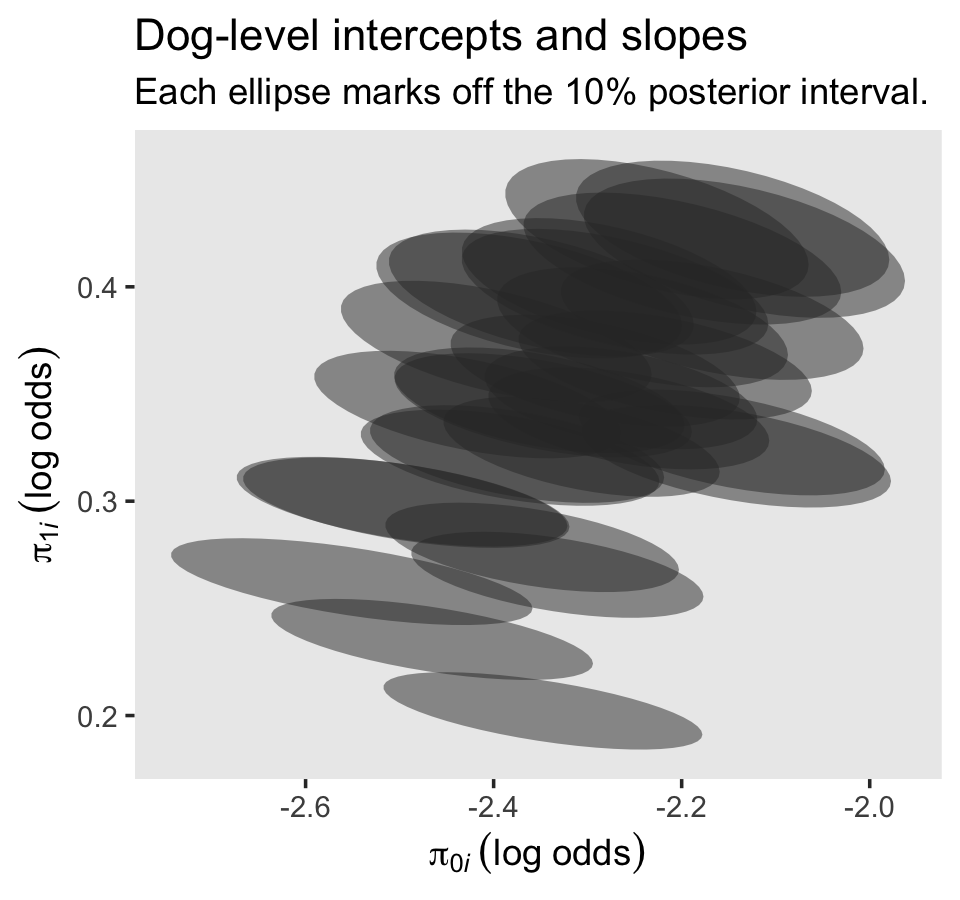 Dog-level intercepts and slopes
Each ellipse marks off the 10% posterior interval.
0.4
0.3
0.2
π1i (log odds)
-2.6 -2.4 -2.2 -2.0
π0i (log odds)